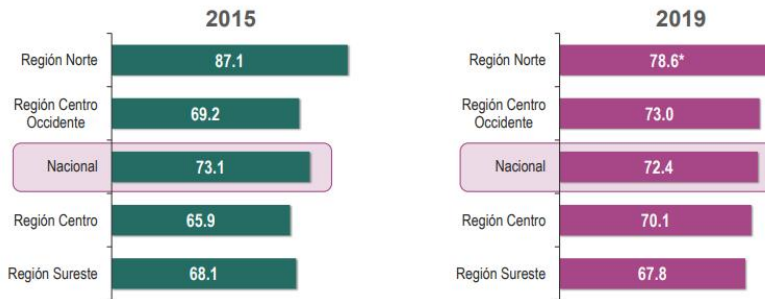 2015
Región Norte
87.1
Región Centro
Occidente
69.2
Nacional
73.1
Región Centro
65.9
Región Sureste
68.1
2019
Región Norte
78.6*
Región Centro
Occidente
73.0
Nacional
72.4
Región Centro
70.1
Región Sureste
67.8